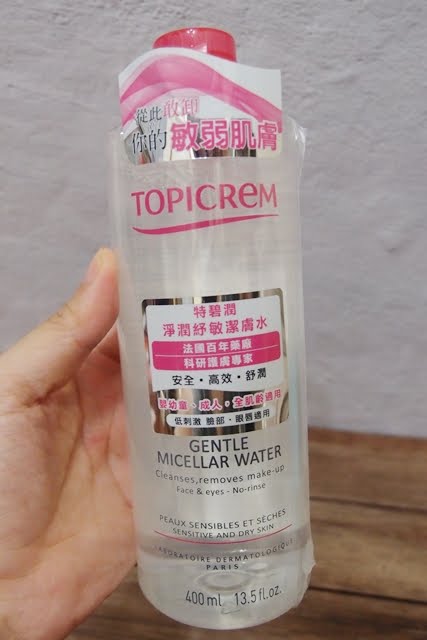 從此敢卸
你的敏弱肌膚
TOPICREM
特碧潤
淨潤紓敏潔膚水
法國百年藥廠
科研護膚專家
安全・高效・舒潤
嬰幼童、成人，全肌齡適用
低刺激 臉部、眼唇適用
GENTLE
MICELLAR WATER
Cleanses,removes make-up
Face & eyes - No-rinse
PEAUX SENSIBLES ET SÈCHES
SENSITIVE AND DRY SKIN
LABORATOIRE DERMATOLOGIQUE
PARIS
400 ml 13.5 fl.oz.